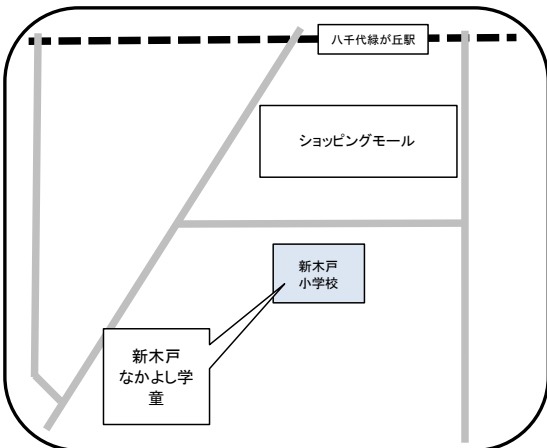 八千代緑が丘駅
ショッピングモール
新木戸
小学校
新木戸
なかよし学
童